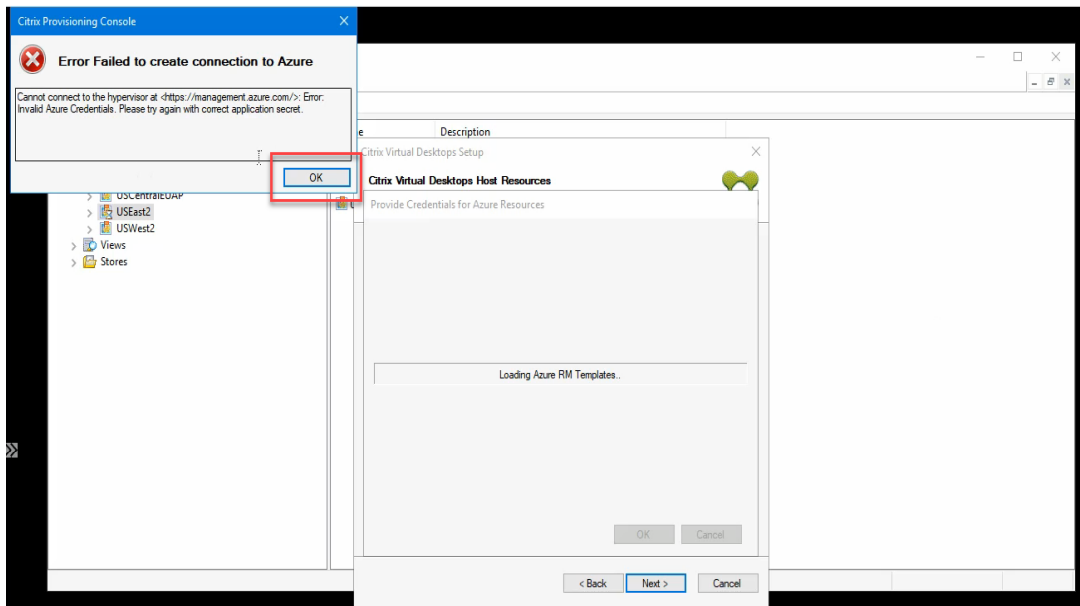 Citrix Provisioning Console
Error Failed to create connection to Azure
Cannot connect to the hypervisor at <https://management.azure.com/>: Error:
Invalid Azure Credentials. Please try again with correct application secret.
OK
Description
Citrix Virtual Desktops Setup
Citrix Virtual Desktops Host Resources
Provide Credentials for Azure Resources
USCentralEUAP
USEast2
USWest2
Views
Stores
Loading Azure RM Templates..
OK Cancel
< Back Next > Cancel